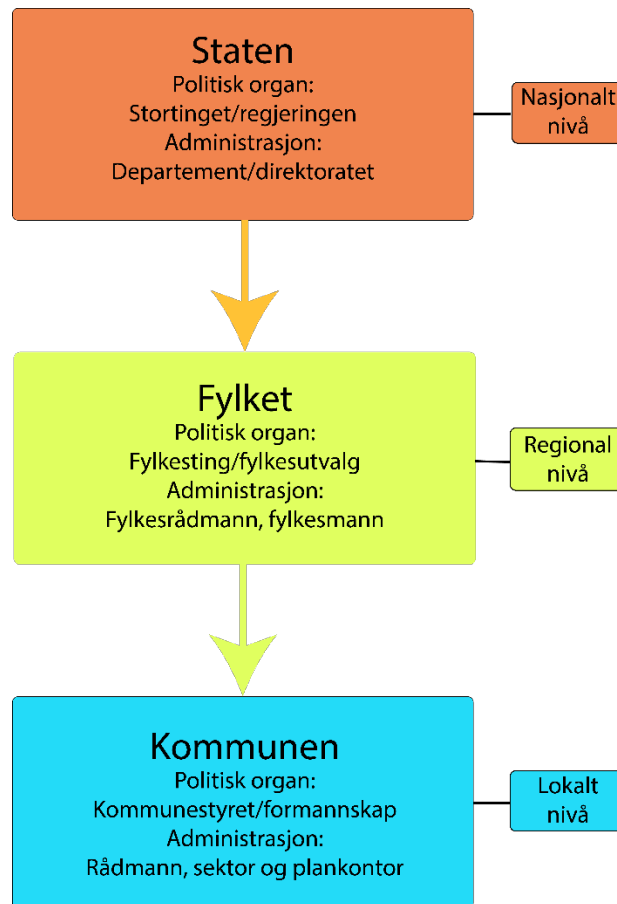 Staten
Politisk organ:
Stortinget/regjeringen
Administrasjon:
Departement/direktoratet
Nasjonalt
nivå
Fylket
Politisk organ:
Fylkesting/fylkesutvalg
Administrasjon:
Fylkesrådmann, fylkesmann
Regional
nivå
Kommunen
Politisk organ:
Kommunestyret/formannskap
Administrasjon:
Rådmann, sektor og plankontor
Lokalt
nivå